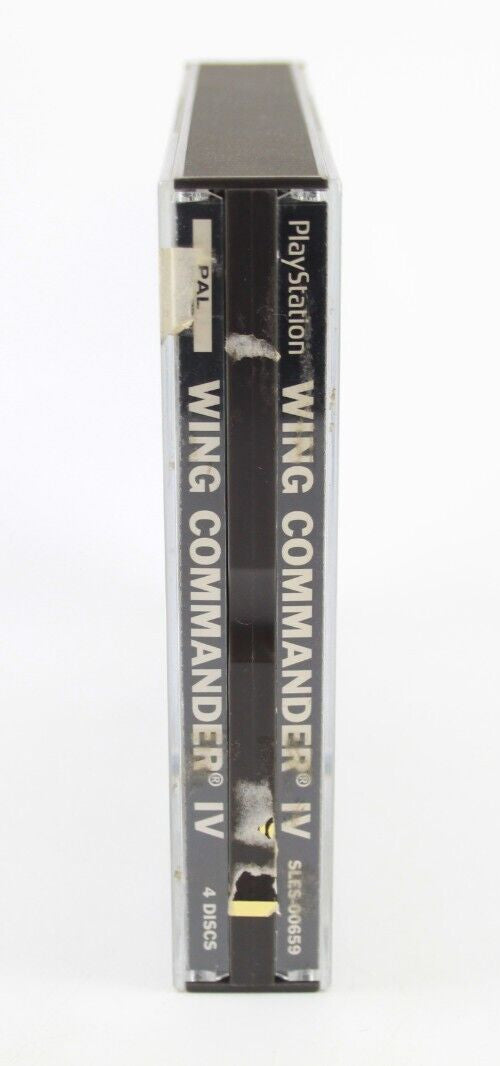 PlayStation WING COMMANDER® IV SLES-00659
PAL WING COMMANDER® IV 4 DISCS